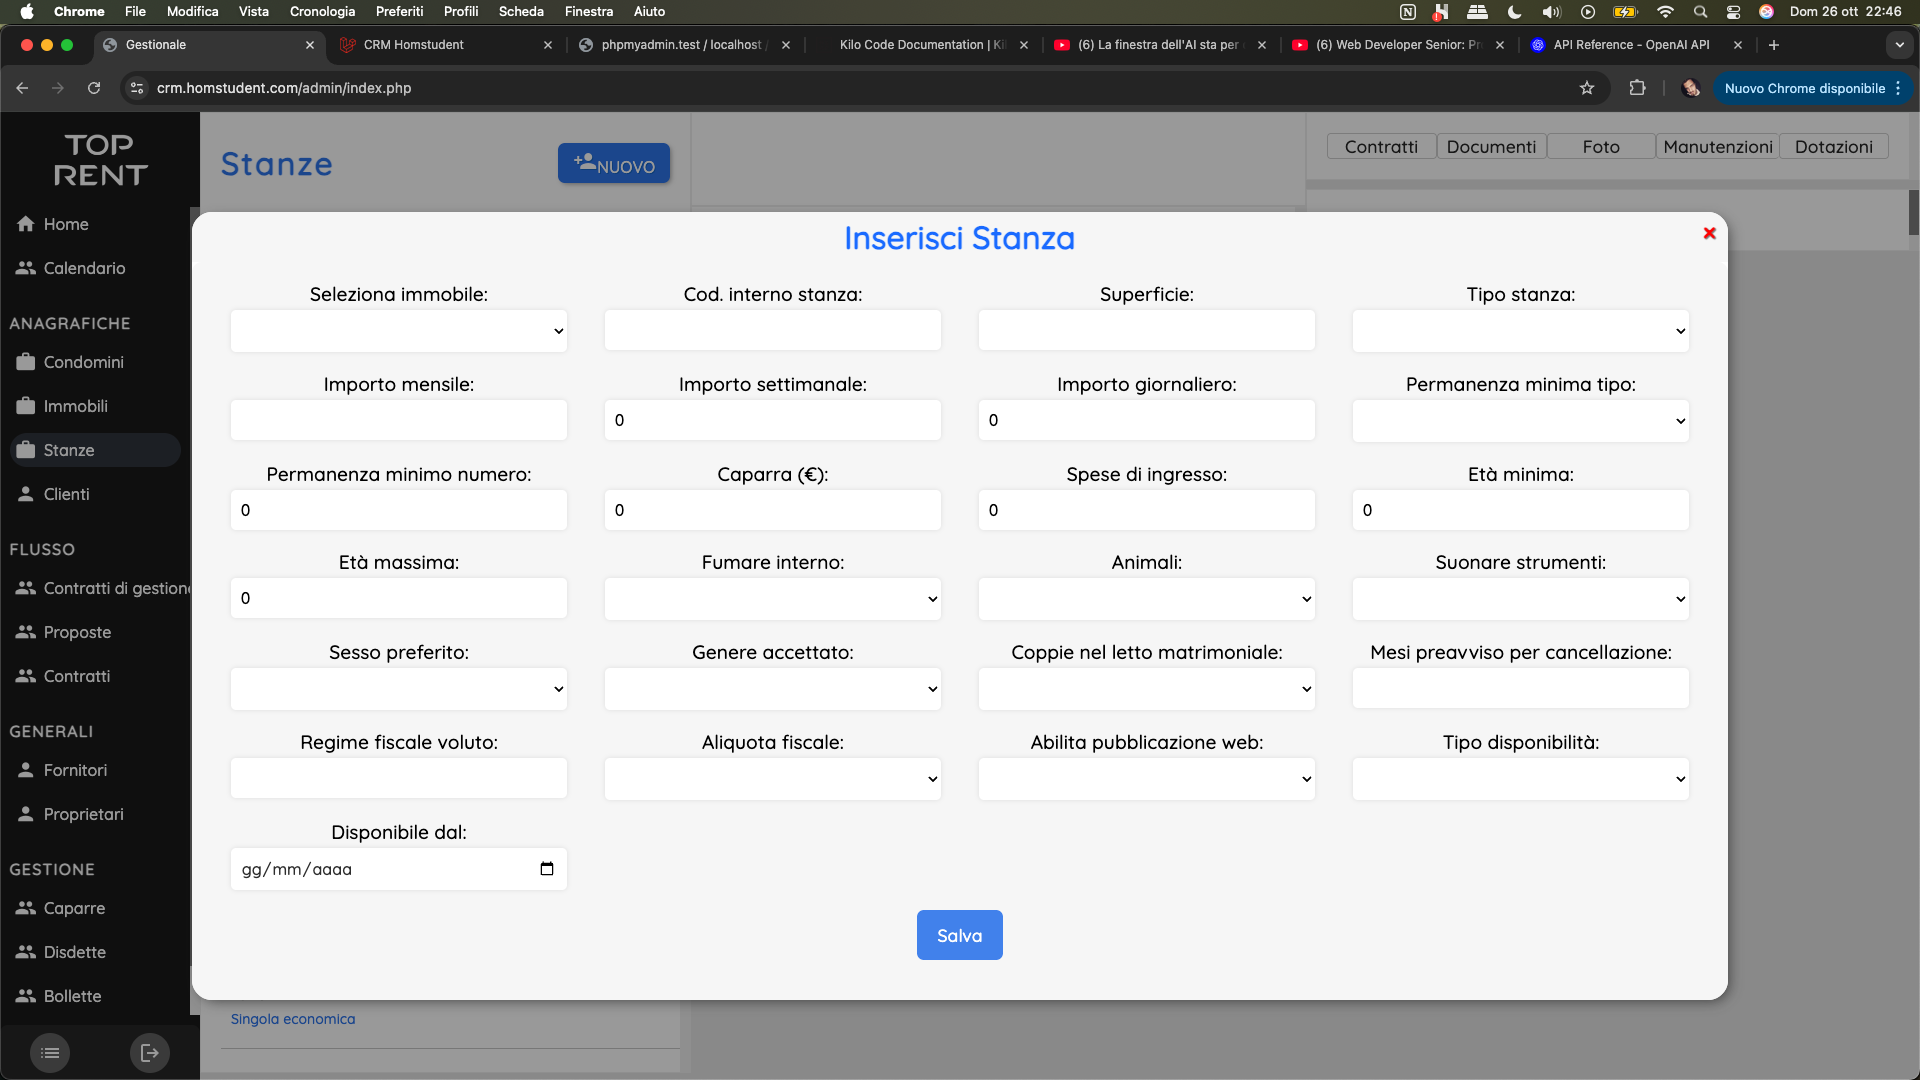 Chrome File Modifica Vista Cronologia Preferiti Profili Scheda Finestra Aiuto Dom 26 ott 22:46
Gestionale CRM Homstudent phpmyadmin.test / localhost / Kilo Code Documentation | Ki (6) La finestra dell'AI sta per (6) Web Developer Senior: Pr API Reference - OpenAI API
crm.homstudent.com/admin/index.php Nuovo Chrome disponibile
TOP
RENT
Home
Calendario
ANAGRAFICHE
Condomini
Immobili
Stanze
Clienti
FLUSSO
Contratti di gestione
Proposte
Contratti
GENERALI
Fornitori
Proprietari
GESTIONE
Caparre
Disdette
Bollette
Stanze NUOVO
Contratti Documenti Foto Manutenzioni Dotazioni
Inserisci Stanza
Seleziona immobile: Cod. interno stanza: Superficie: Tipo stanza:
Importo mensile: Importo settimanale: Importo giornaliero: Permanenza minima tipo:
0 0
Permanenza minimo numero: Caparra (€): Spese di ingresso: Età minima:
0 0 0 0
Età massima: Fumare interno: Animali: Suonare strumenti:
0
Sesso preferito: Genere accettato: Coppie nel letto matrimoniale: Mesi preavviso per cancellazione:
Regime fiscale voluto: Aliquota fiscale: Abilita pubblicazione web: Tipo disponibilità:
Disponibile dal:
gg/mm/aaaa
Salva
Singola economica